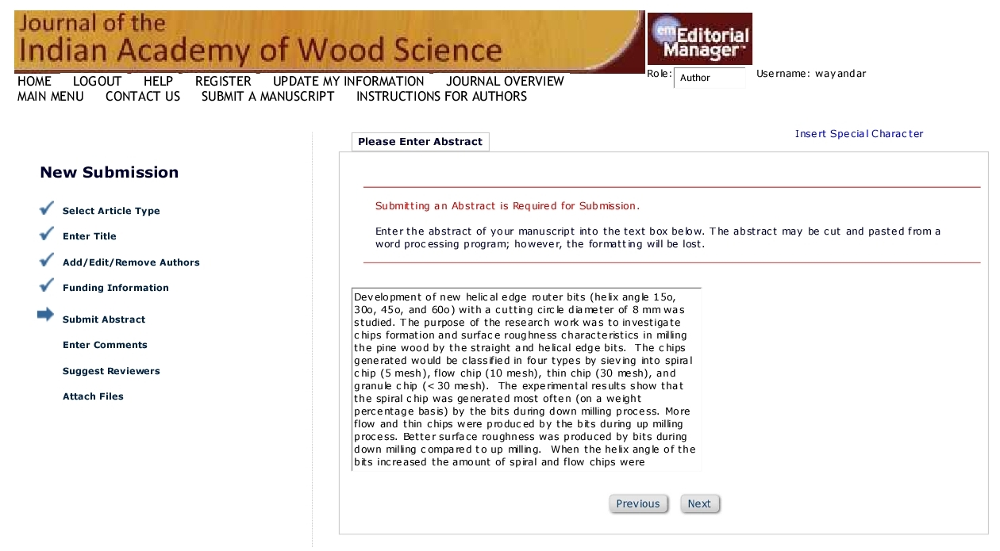 Journal of the
Indian Academy of Wood Science
em Editorial
Manager™
HOME LOGOUT HELP REGISTER UPDATE MY INFORMATION JOURNAL OVERVIEW
MAIN MENU CONTACT US SUBMIT A MANUSCRIPT INSTRUCTIONS FOR AUTHORS
Role: Author Username: wayandar
Insert Special Character
Please Enter Abstract
New Submission
Select Article Type
Enter Title
Add/Edit/Remove Authors
Funding Information
Submit Abstract
Enter Comments
Suggest Reviewers
Attach Files
Submitting an Abstract is Required for Submission.
Enter the abstract of your manuscript into the text box below. The abstract may be cut and pasted from a
word processing program; however, the formatting will be lost.
Development of new helical edge router bits (helix angle 15o,
30o, 45o, and 60o) with a cutting circle diameter of 8 mm was
studied. The purpose of the research work was to investigate
chips formation and surface roughness characteristics in milling
the pine wood by the straight and helical edge bits.  The chips
generated would be classified in four types by sieving into spiral
chip (5 mesh), flow chip (10 mesh), thin chip (30 mesh), and
granule chip (< 30 mesh).  The experimental results show that
the spiral chip was generated most often (on a weight
percentage basis) by the bits during down milling process. More
flow and thin chips were produced by the bits during up milling
process. Better surface roughness was produced by bits during
down milling compared to up milling.  When the helix angle of the
bits increased the amount of spiral and flow chips were
Previous Next